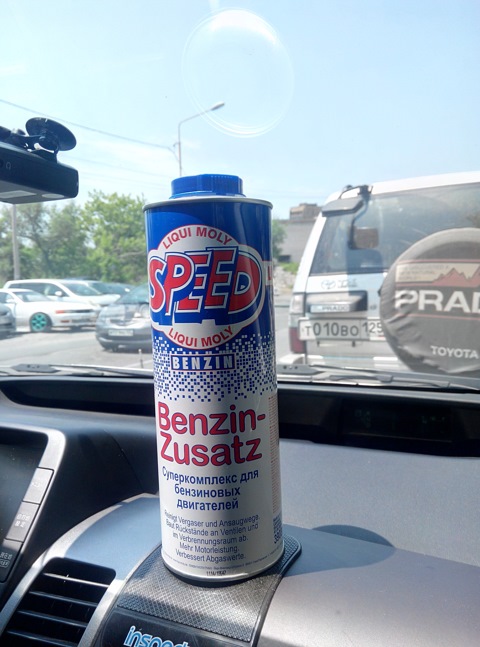 LIQUI MOLY
SPEED
LIQUI MOLY
BENZIN
Benzin-
Zusatz
Суперкомплекс для
бензиновых
двигателей
Reinigt Vergaser und Ansaugwege.
Baut Rückstände an Ventilen und
im Verbrennungsraum ab.
Mehr Motorleistung.
Verbessert Abgaswerte.
PRADO
TOYOTA
Т010ВО 125
inspect